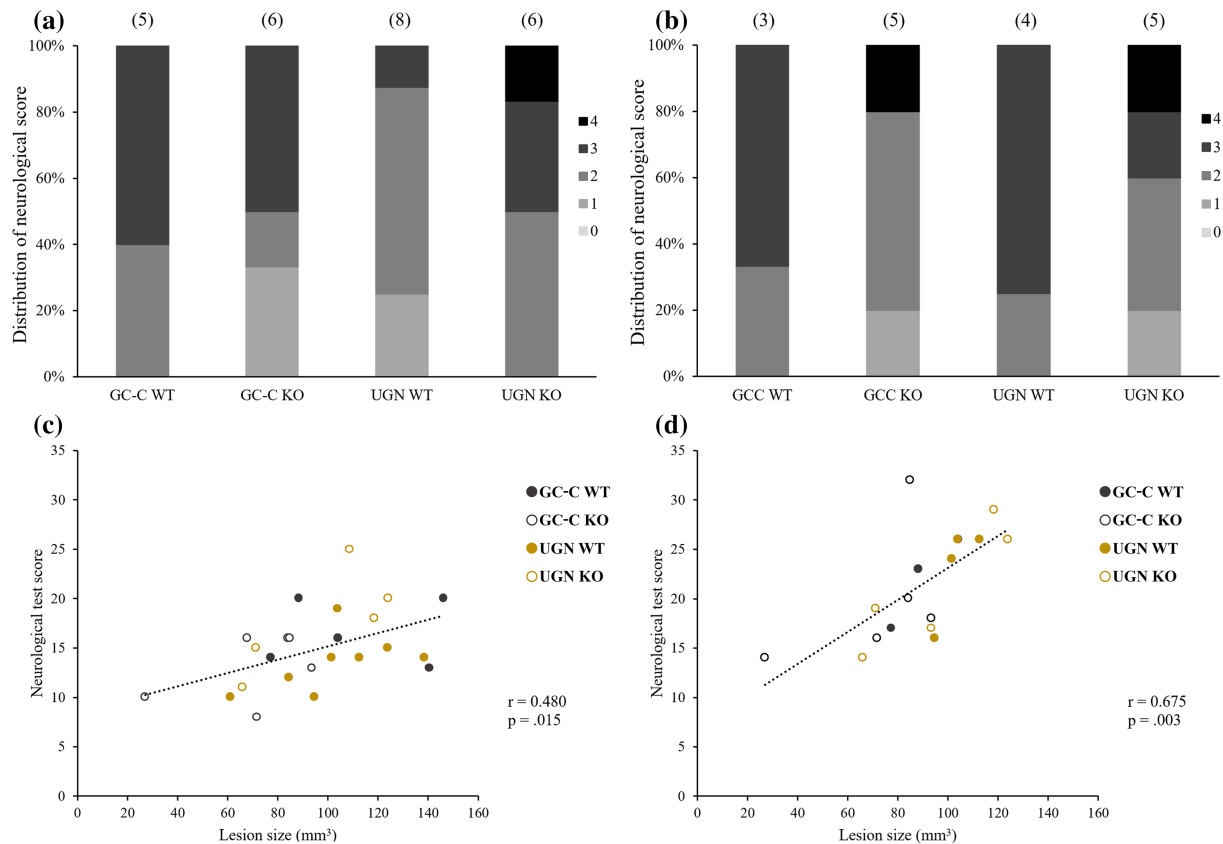 (a)
(5) (6) (8) (6)
Distribution of neurological score
100%
80%
60%
40%
20%
0%
GC-C WT GC-C KO UGN WT UGN KO
4
3
2
1
0
(b)
(3) (5) (4) (5)
Distribution of neurological score
100%
80%
60%
40%
20%
0%
GCC WT GCC KO UGN WT UGN KO
4
3
2
1
0
(c)
Neurological test score
35
30
25
20
15
10
5
0
0 20 40 60 80 100 120 140 160
Lesion size (mm³)
GC-C WT
GC-C KO
UGN WT
UGN KO
r = 0.480
p = .015
(d)
Neurological test score
35
30
25
20
15
10
5
0
0 20 40 60 80 100 120 140 160
Lesion size (mm³)
GC-C WT
GC-C KO
UGN WT
UGN KO
r = 0.675
p = .003